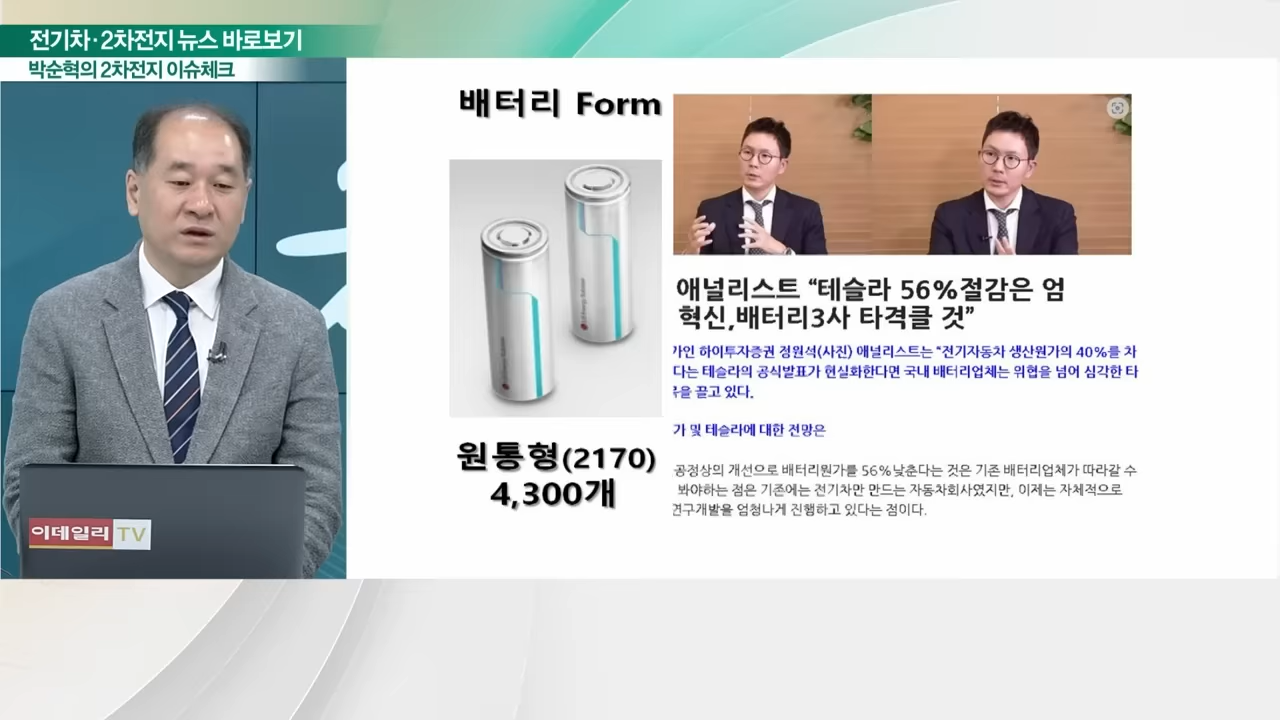 전기차·2차전지 뉴스 바로보기
박순혁의 2차전지 이슈체크
배터리 Form
애널리스트 “테슬라 56%절감은 엄
혁신,배터리3사 타격클 것”
가인 하이투자증권 정원석(사진) 애널리스트는 “전기자동차 생산원가의 40%를 차
다는 테슬라의 공식발표가 현실화한다면 국내 배터리업체는 위협을 넘어 심각한 타
을 끌고 있다.
가 및 테슬라에 대한 전망은
공정상의 개선으로 배터리원가를 56%낮춘다는 것은 기존 배터리업체가 따라갈 수
봐야하는 점은 기존에는 전기차만 만드는 자동차회사였지만, 이제는 자체적으로
연구개발을 엄청나게 진행하고 있다는 점이다.
원통형(2170)
4,300개
이데일리 TV